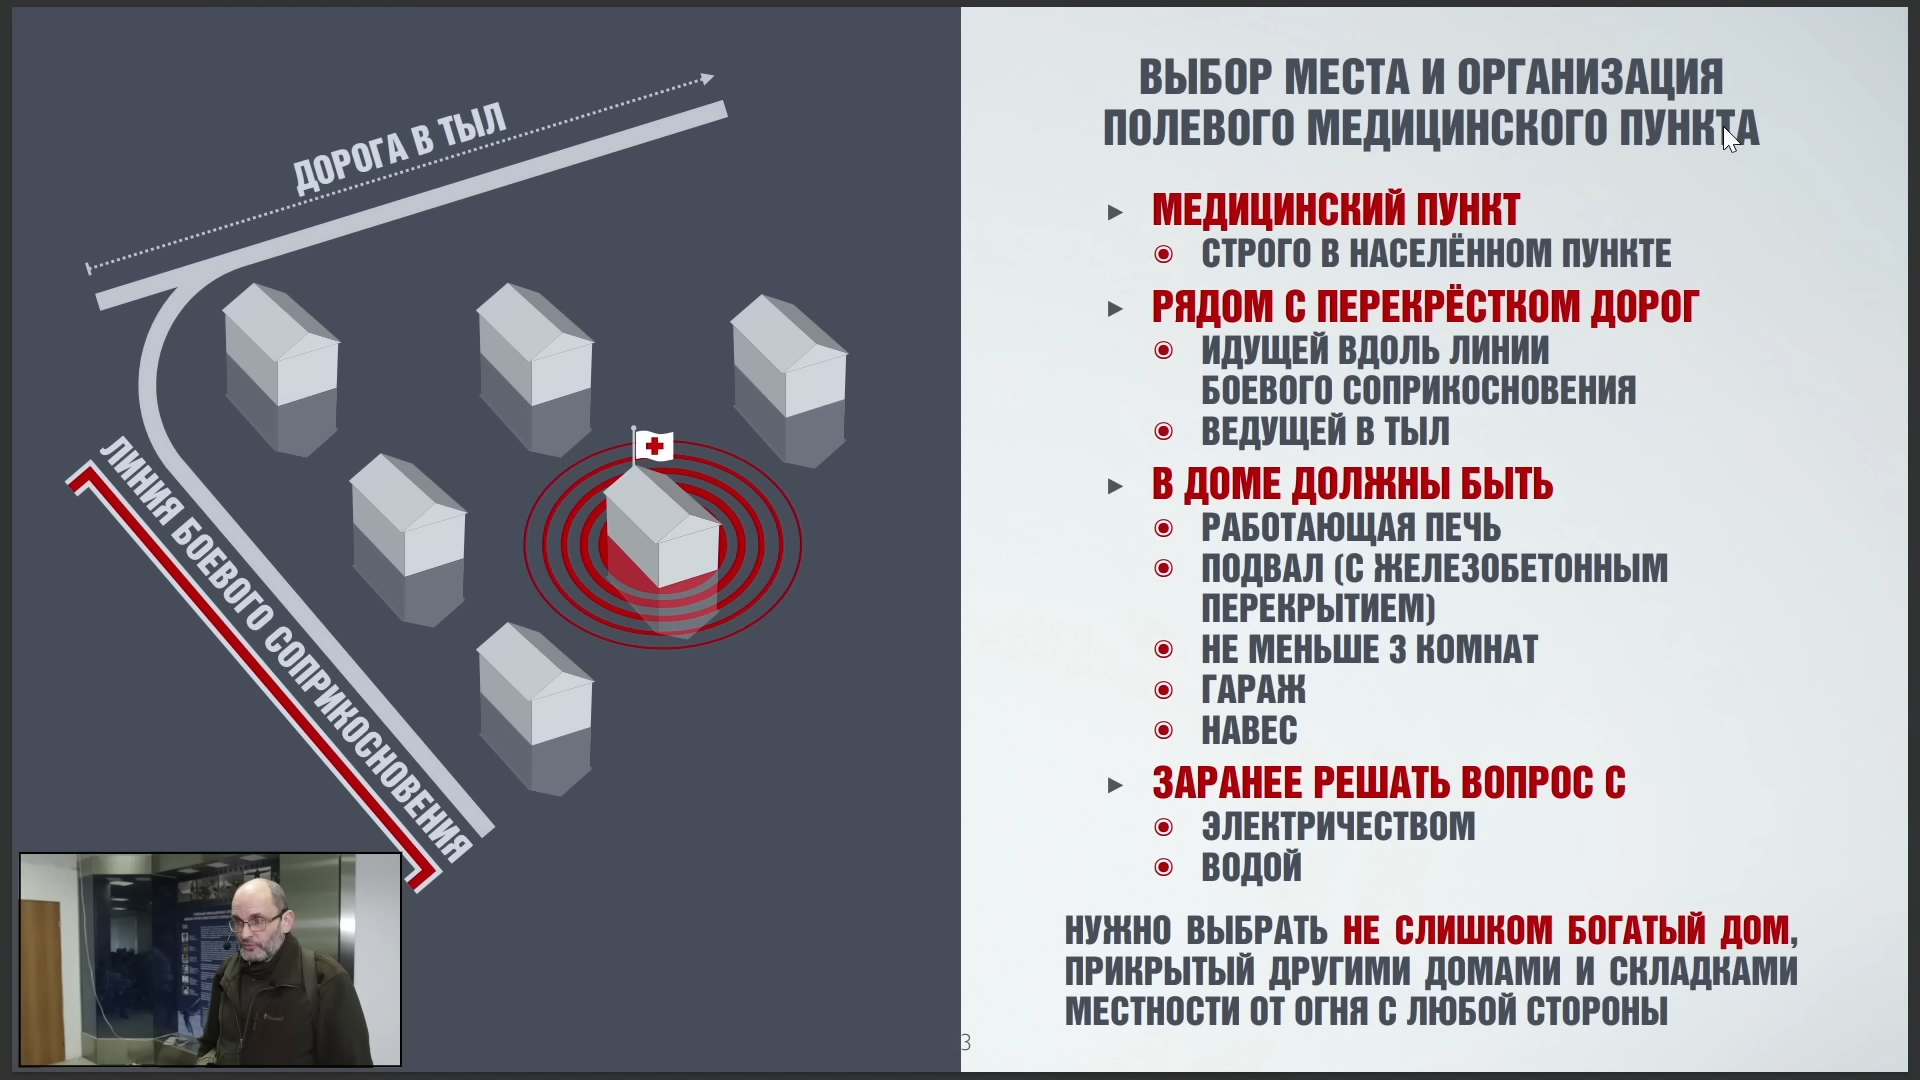 ДОРОГА В ТЫЛ
ЛИНИЯ БОЕВОГО СОПРИКОСНОВЕНИЯ
ВЫБОР МЕСТА И ОРГАНИЗАЦИЯ
ПОЛЕВОГО МЕДИЦИНСКОГО ПУНКТА
МЕДИЦИНСКИЙ ПУНКТ
СТРОГО В НАСЕЛЁННОМ ПУНКТЕ
РЯДОМ С ПЕРЕКРЁСТКОМ ДОРОГ
ИДУЩЕЙ ВДОЛЬ ЛИНИИ
БОЕВОГО СОПРИКОСНОВЕНИЯ
ВЕДУЩЕЙ В ТЫЛ
В ДОМЕ ДОЛЖНЫ БЫТЬ
РАБОТАЮЩАЯ ПЕЧЬ
ПОДВАЛ (С ЖЕЛЕЗОБЕТОННЫМ
ПЕРЕКРЫТИЕМ)
НЕ МЕНЬШЕ 3 КОМНАТ
ГАРАЖ
НАВЕС
ЗАРАНЕЕ РЕШАТЬ ВОПРОС С
ЭЛЕКТРИЧЕСТВОМ
ВОДОЙ
НУЖНО ВЫБРАТЬ НЕ СЛИШКОМ БОГАТЫЙ ДОМ,
ПРИКРЫТЫЙ ДРУГИМИ ДОМАМИ И СКЛАДКАМИ
МЕСТНОСТИ ОТ ОГНЯ С ЛЮБОЙ СТОРОНЫ
3